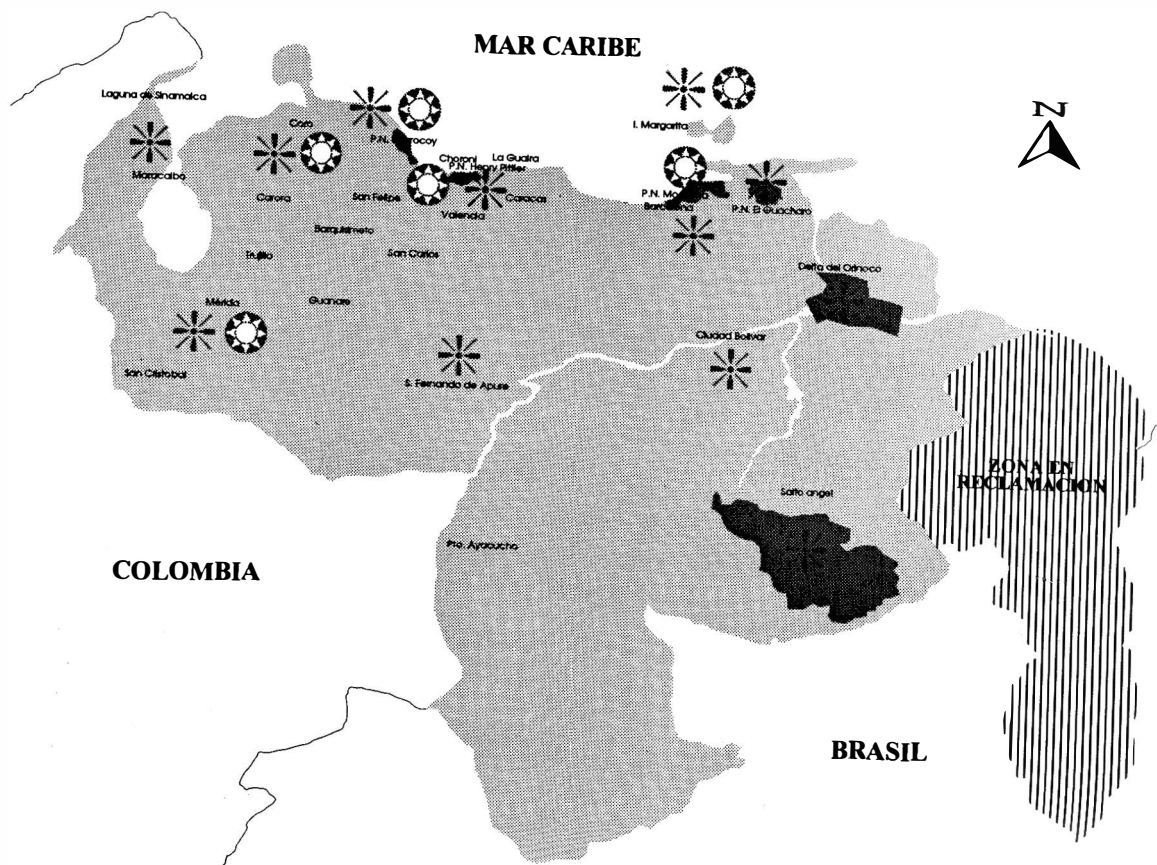 MAR CARIBE
Laguna de Sinamaica
Maracaibo
Coro
P.N.
Choroní
P.N. Henry Pittier
La Guaira
Caracas
Carora
San Felipe
Valencia
Barquisimeto
Trujillo
San Carlos
Mérida
Guanare
San Cristobal
S. Fernando de Apure
I. Margarita
P.N.
P.N. El Guacharo
Delta del Orinoco
Ciudad Bolivar
N
ZONA EN
RECLAMACION
Salto angel
Pto. Ayacucho
COLOMBIA
BRASIL